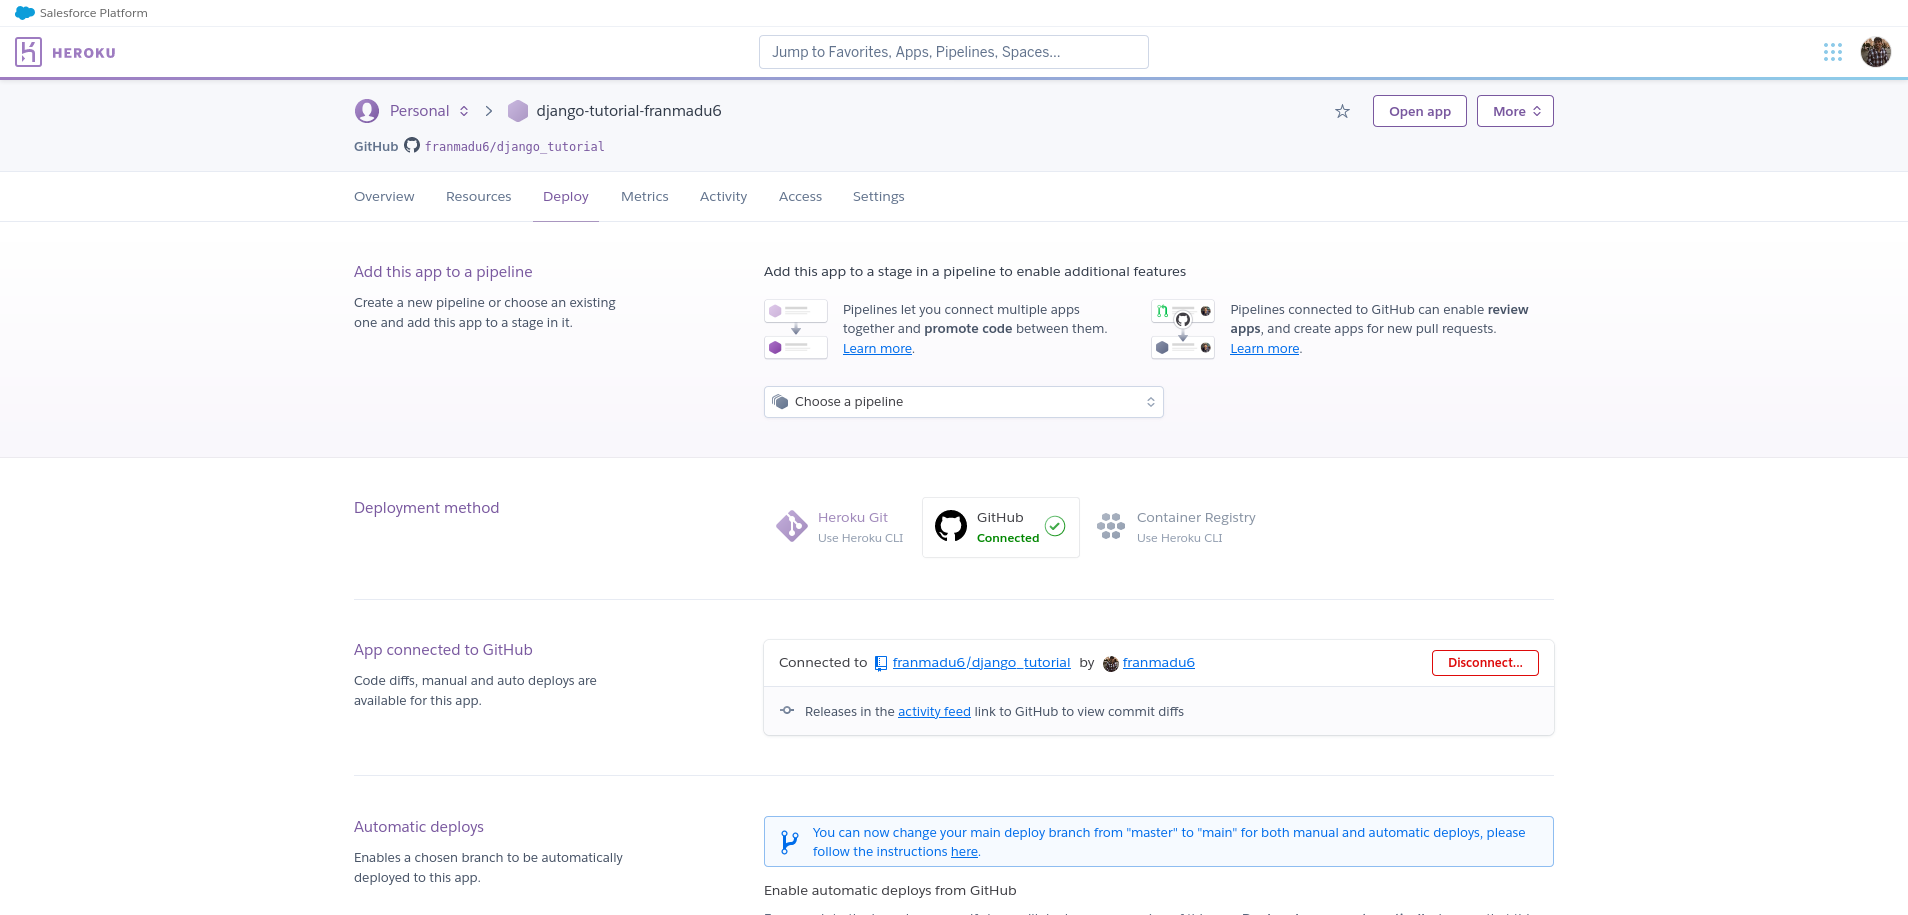 Salesforce Platform
HEROKU
Jump to Favorites, Apps, Pipelines, Spaces...
Personal
django-tutorial-franmadu6
Open app
More
GitHub franmadu6/django_tutorial
Overview Resources Deploy Metrics Activity Access Settings
Add this app to a pipeline
Create a new pipeline or choose an existing
one and add this app to a stage in it.
Add this app to a stage in a pipeline to enable additional features
Pipelines let you connect multiple apps
together and promote code between them.
Learn more.
Pipelines connected to GitHub can enable review
apps, and create apps for new pull requests.
Learn more.
Choose a pipeline
Deployment method
Heroku Git
Use Heroku CLI
GitHub
Connected
Container Registry
Use Heroku CLI
App connected to GitHub
Code diffs, manual and auto deploys are
available for this app.
Connected to franmadu6/django_tutorial by franmadu6
Disconnect...
Releases in the activity feed link to GitHub to view commit diffs
Automatic deploys
Enables a chosen branch to be automatically
deployed to this app.
You can now change your main deploy branch from "master" to "main" for both manual and automatic deploys, please
follow the instructions here.
Enable automatic deploys from GitHub